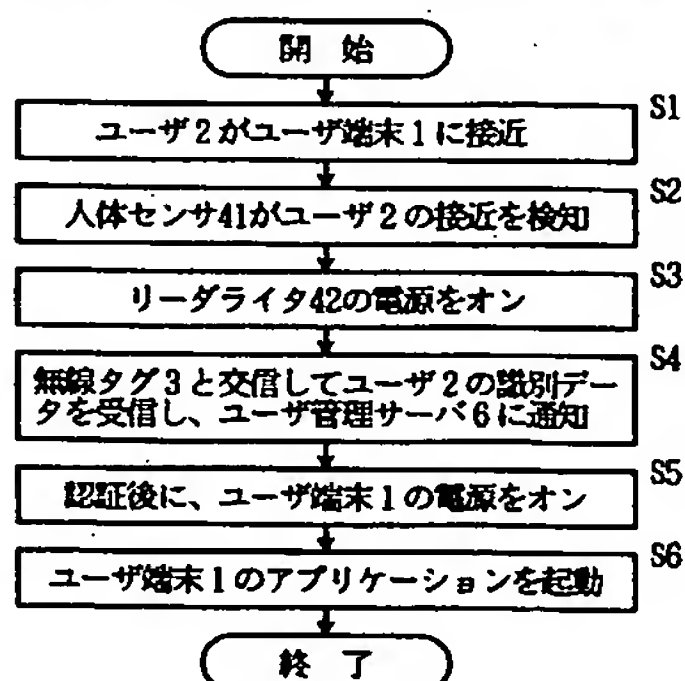 開 始
S1
ユーザ2がユーザ端末1に接近
S2
人体センサ41がユーザ2の接近を検知
S3
リーダライタ42の電源をオン
S4
無線タグ3と交信してユーザ2の識別デー
タを受信し、ユーザ管理サーバ6に通知
S5
認証後に、ユーザ端末1の電源をオン
S6
ユーザ端末1のアプリケーションを起動
終 了